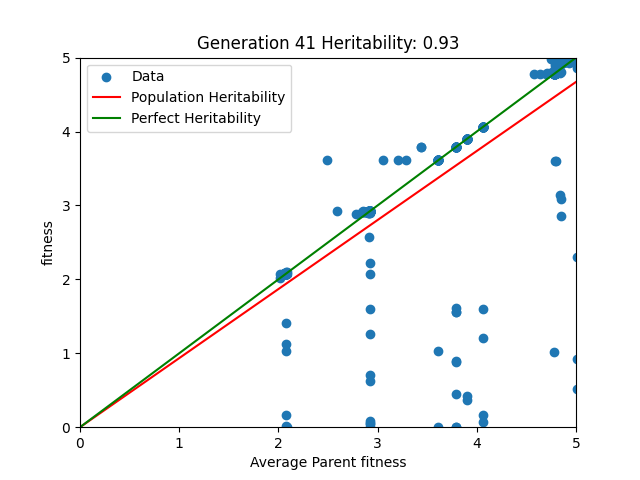 Generation 41 Heritability: 0.93
Data
Population Heritability
Perfect Heritability
fitness
5
4
3
2
1
0
0 1 2 3 4 5
Average Parent fitness